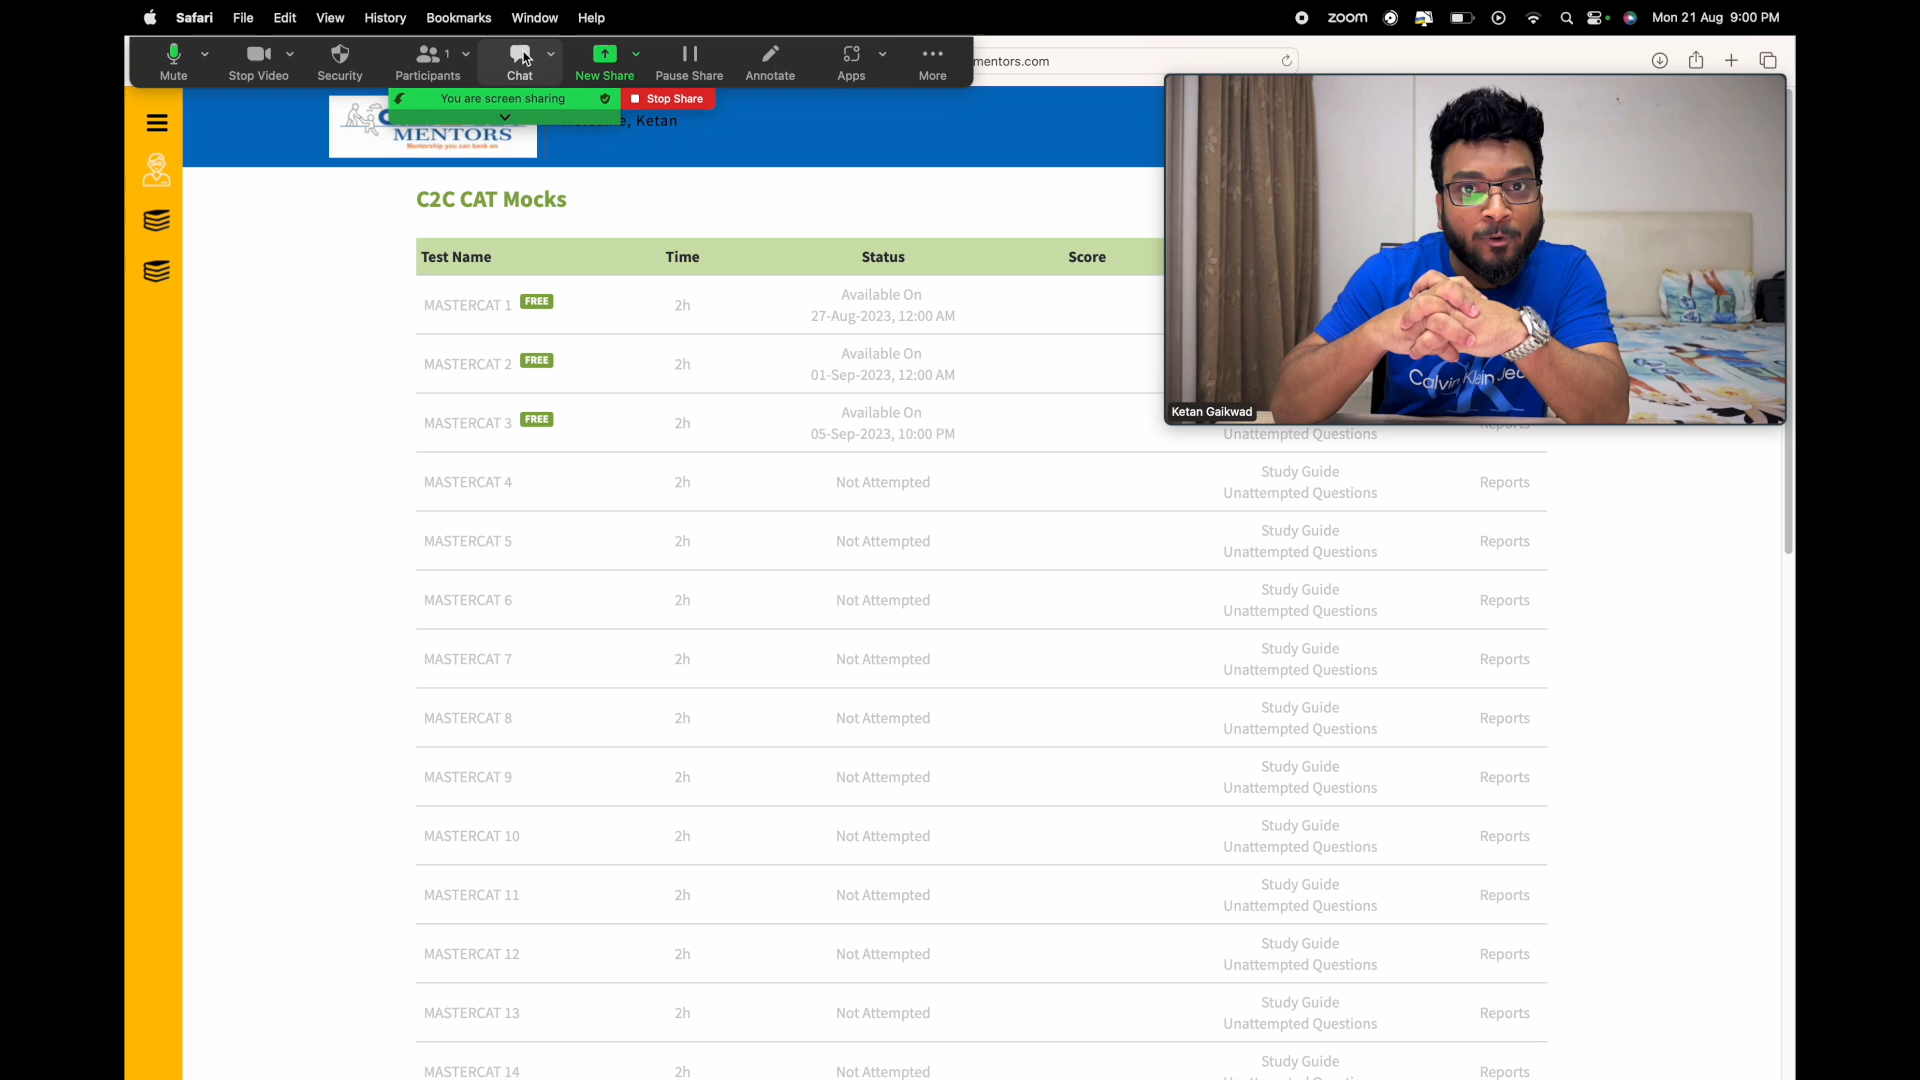 Safari File Edit View History Bookmarks Window Help
zoom
Mon 21 Aug 9:00 PM
Mute Stop Video Security Participants 1 Chat New Share Pause Share Annotate Apps More
mentors.com
You are screen sharing
Stop Share
MENTORS
Mentorship you can bank on
, Ketan
C2C CAT Mocks
Test Name Time Status Score
MASTERCAT 1 FREE 2h Available On
27-Aug-2023, 12:00 AM
MASTERCAT 2 FREE 2h Available On
01-Sep-2023, 12:00 AM
MASTERCAT 3 FREE 2h Available On
05-Sep-2023, 10:00 PM
Unattempted Questions
Calvin Klein
Ketan Gaikwad
MASTERCAT 4 2h Not Attempted Study Guide Reports
Unattempted Questions
MASTERCAT 5 2h Not Attempted Study Guide Reports
Unattempted Questions
MASTERCAT 6 2h Not Attempted Study Guide Reports
Unattempted Questions
MASTERCAT 7 2h Not Attempted Study Guide Reports
Unattempted Questions
MASTERCAT 8 2h Not Attempted Study Guide Reports
Unattempted Questions
MASTERCAT 9 2h Not Attempted Study Guide Reports
Unattempted Questions
MASTERCAT 10 2h Not Attempted Study Guide Reports
Unattempted Questions
MASTERCAT 11 2h Not Attempted Study Guide Reports
Unattempted Questions
MASTERCAT 12 2h Not Attempted Study Guide Reports
Unattempted Questions
MASTERCAT 13 2h Not Attempted Study Guide Reports
Unattempted Questions
MASTERCAT 14 2h Not Attempted Study Guide Reports